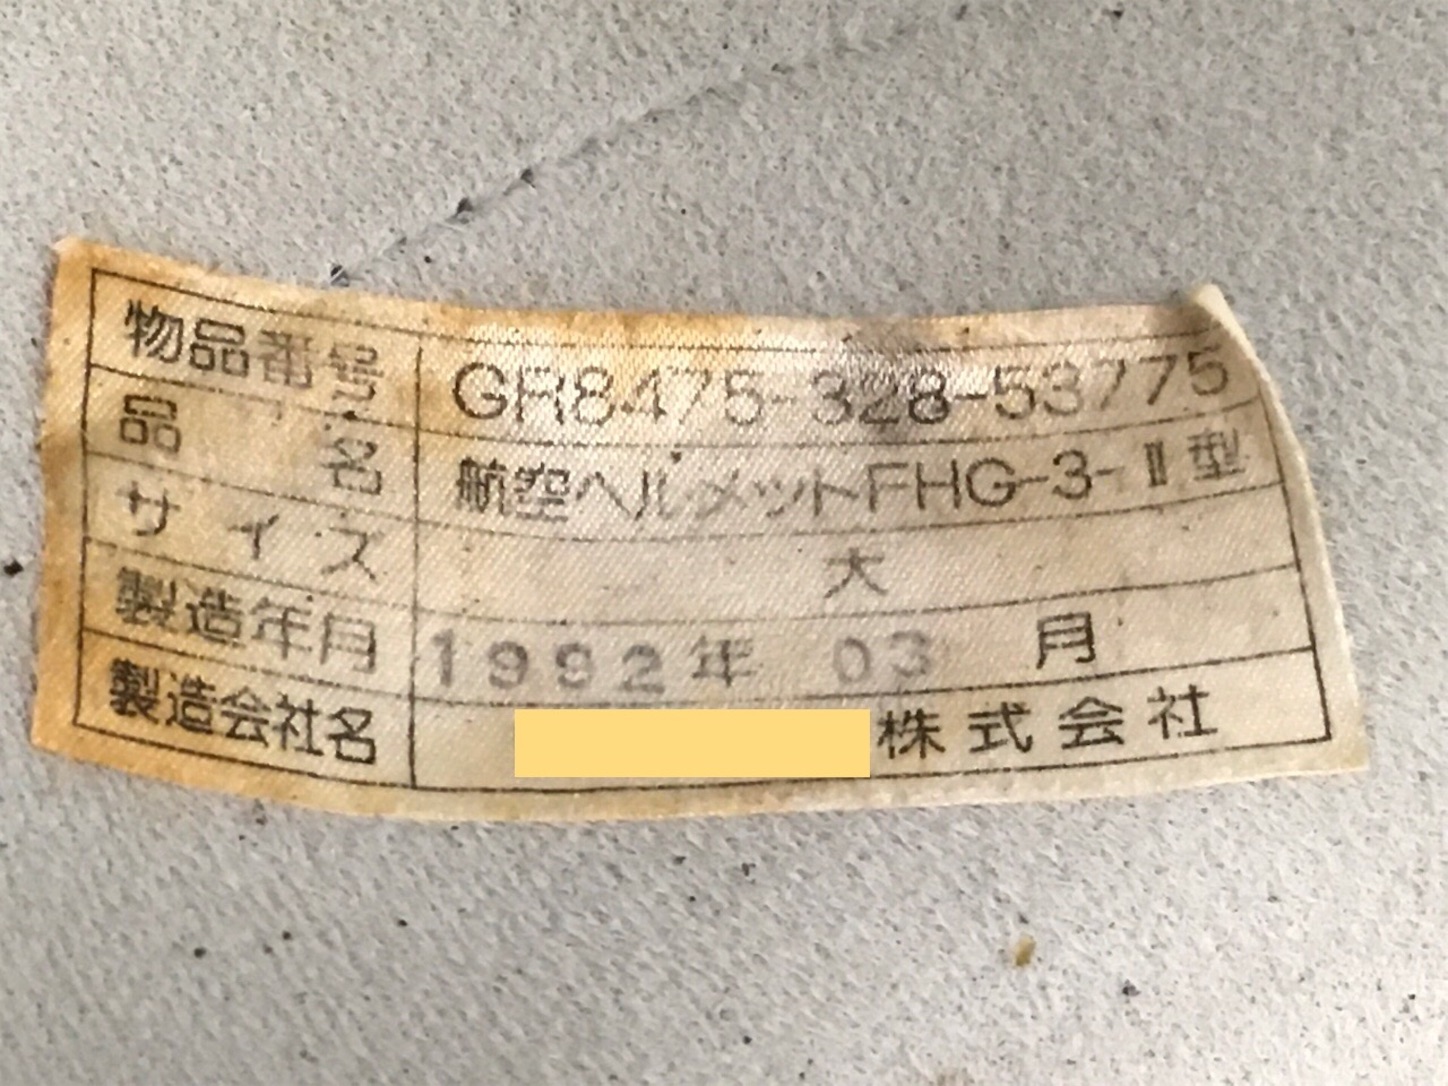 物品番号 GR8475-328-53775
品名 航空ヘルメットFHG-3-Ⅱ型
サイズ 大
製造年月 1992年 03 月
製造会社名 株式会社